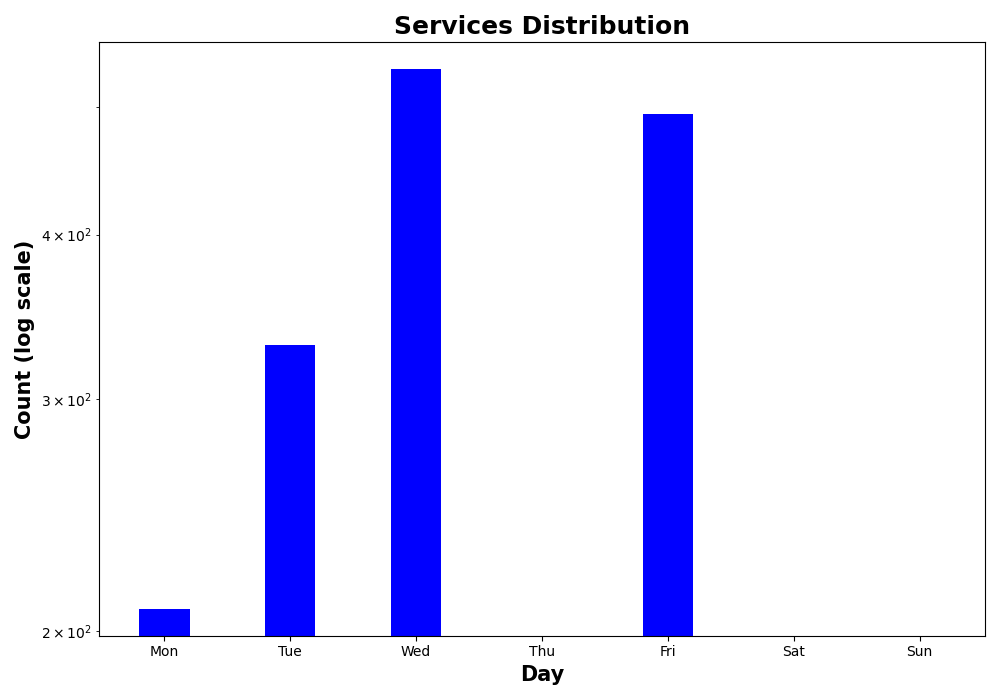 Services Distribution
Count (log scale)
4 × 10²
3 × 10²
2 × 10²
Mon Tue Wed Thu Fri Sat Sun
Day